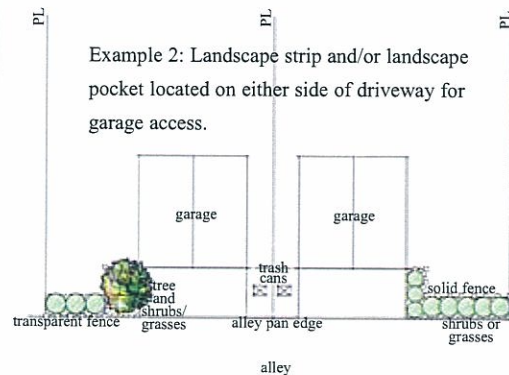 PL
PL
PL
Example 2: Landscape strip and/or landscape
pocket located on either side of driveway for
garage access.
garage
garage
trash
cans
tree
and
shrubs/
grasses
solid fence
transparent fence
alley pan edge
shrubs or
grasses
alley